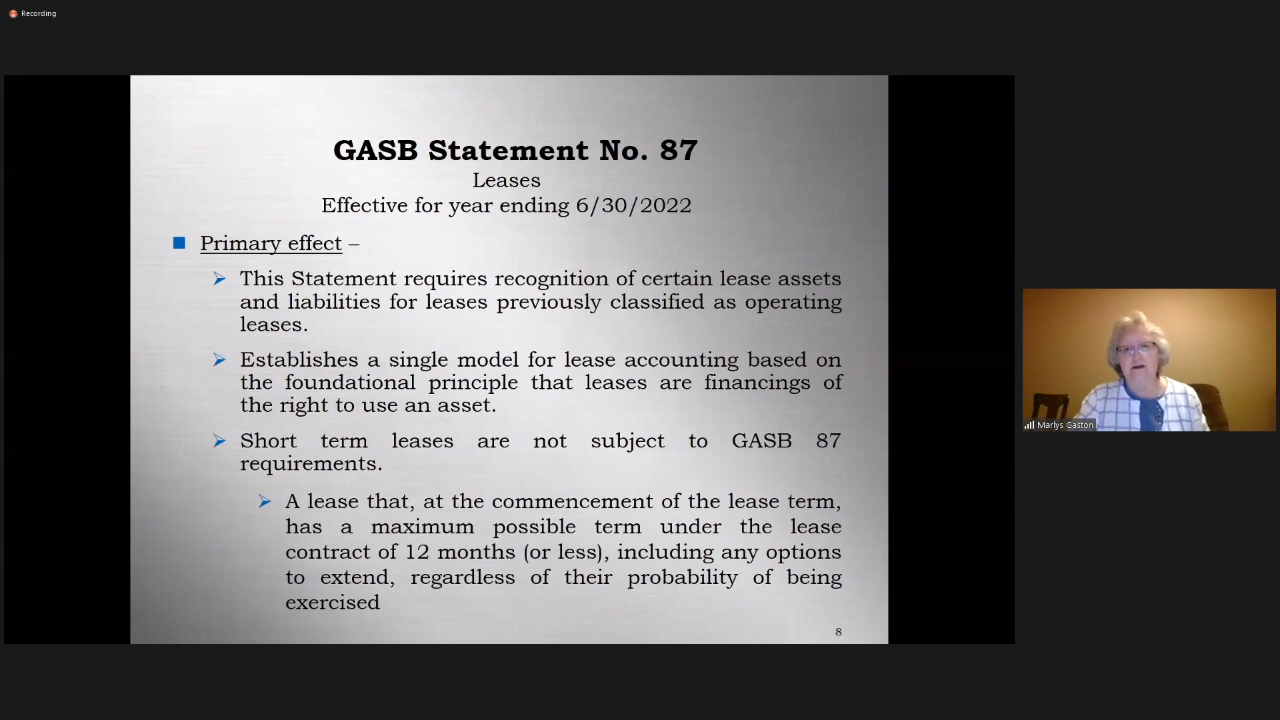 Recording
GASB Statement No. 87
Leases
Effective for year ending 6/30/2022
Primary effect –
This Statement requires recognition of certain lease assets
and liabilities for leases previously classified as operating
leases.
Establishes a single model for lease accounting based on
the foundational principle that leases are financings of
the right to use an asset.
Short term leases are not subject to GASB 87
requirements.
A lease that, at the commencement of the lease term,
has a maximum possible term under the lease
contract of 12 months (or less), including any options
to extend, regardless of their probability of being
exercised
8
Marlys Gaston